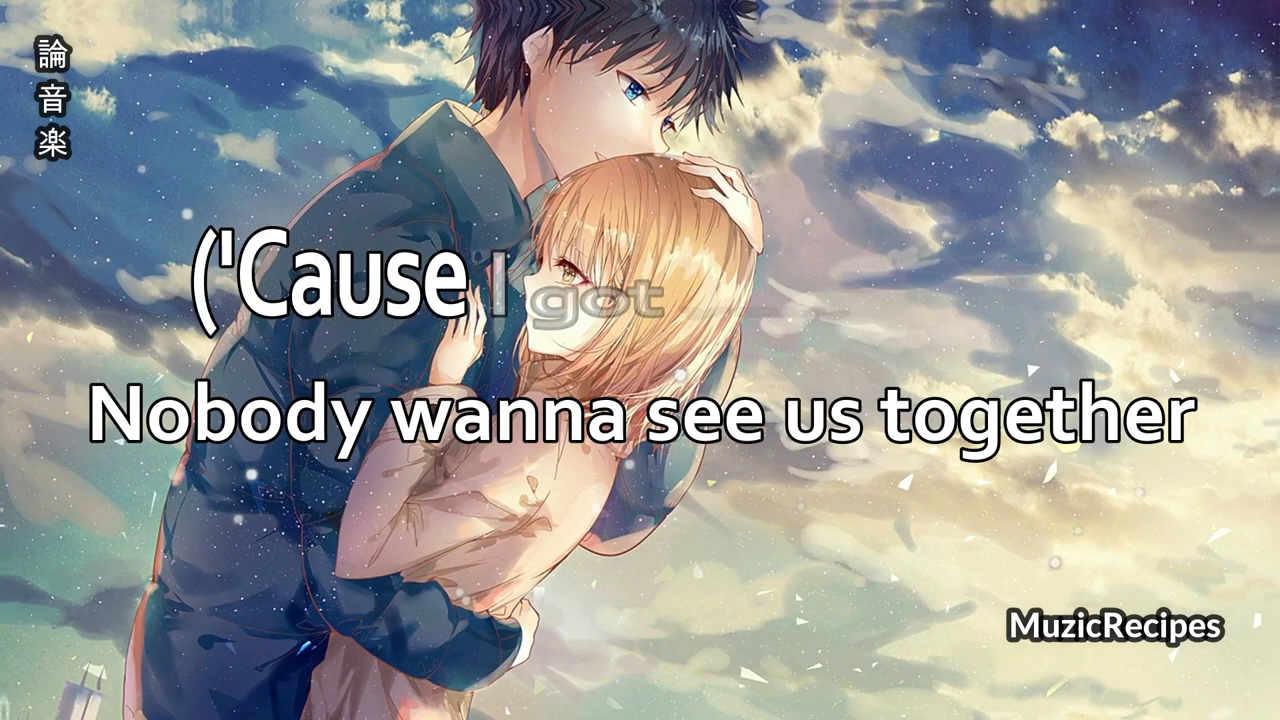 論音楽
('Cause I got
Nobody wanna see us together
MuzicRecipes